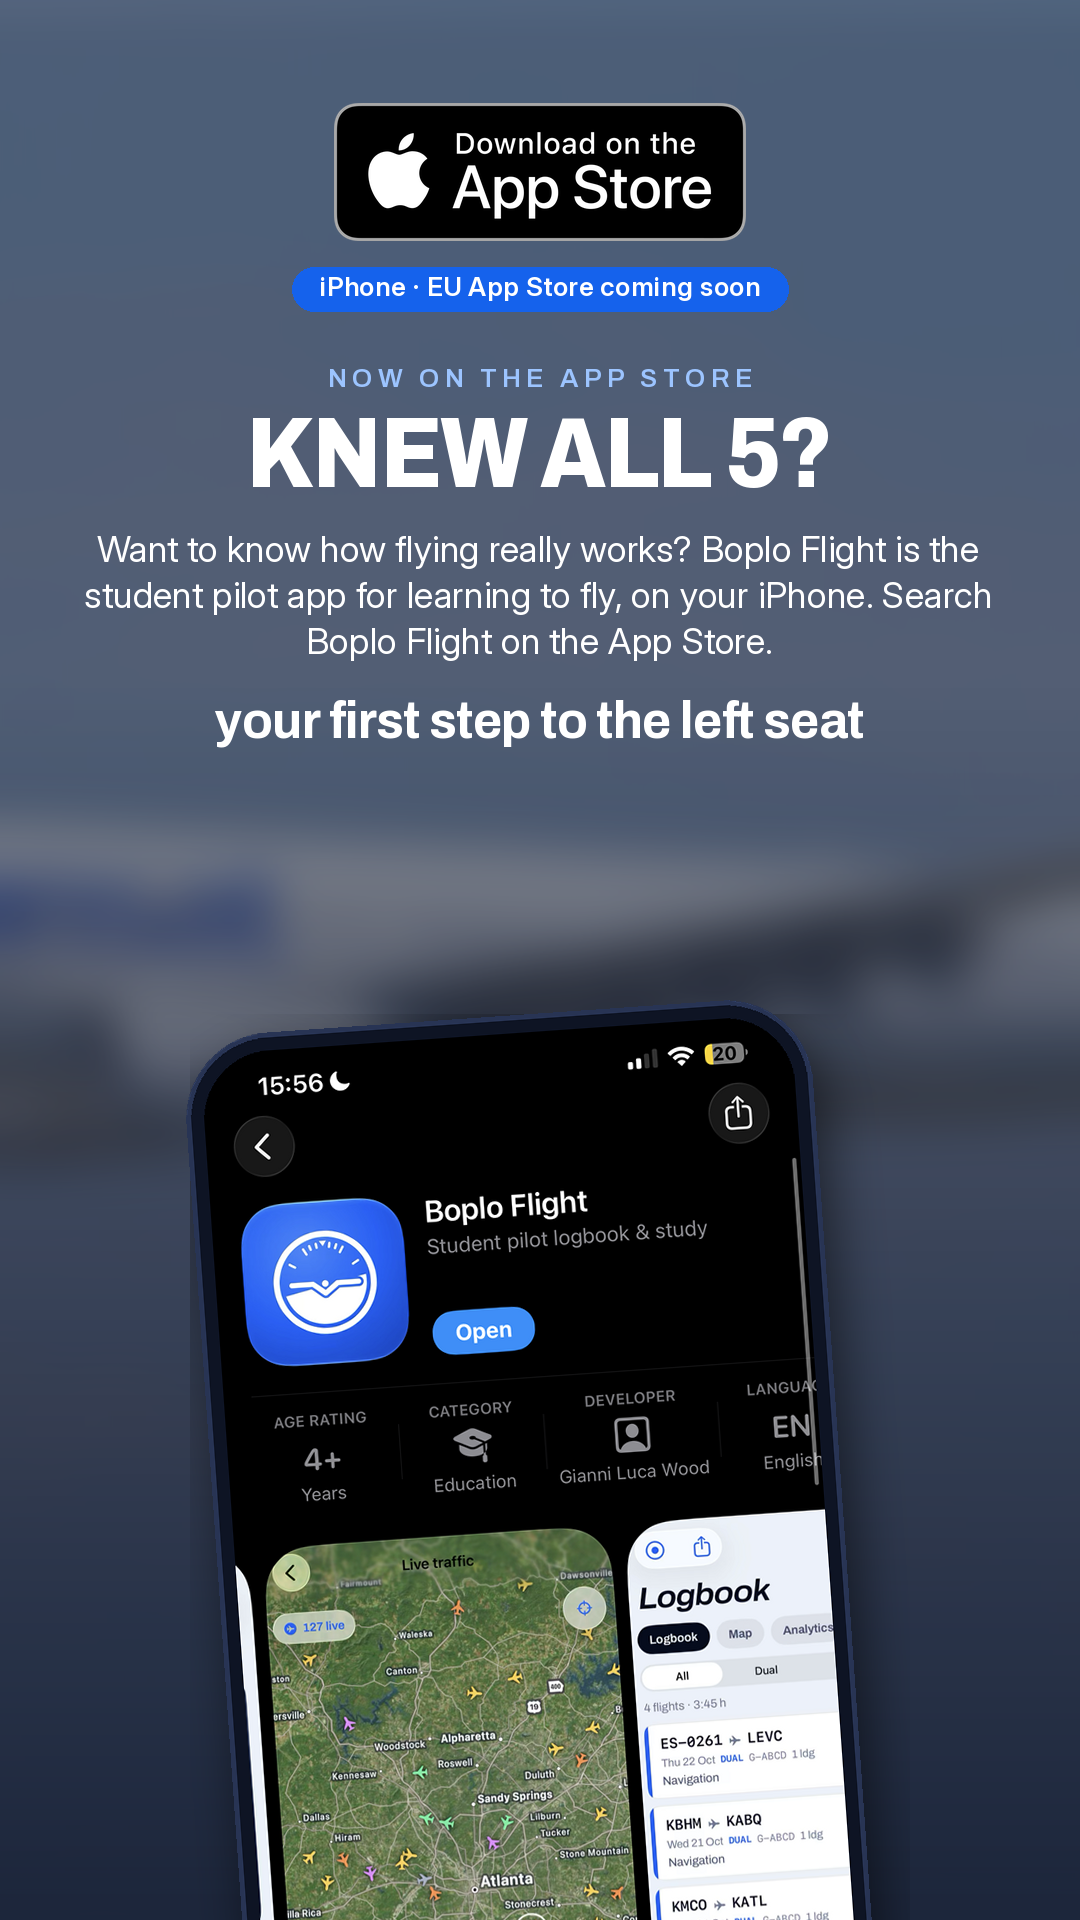 Download on the
App Store
iPhone · EU App Store coming soon
NOW ON THE APP STORE
KNEW ALL 5?
Want to know how flying really works? Boplo Flight is the
student pilot app for learning to fly, on your iPhone. Search
Boplo Flight on the App Store.
your first step to the left seat
15:56
20
Boplo Flight
Student pilot logbook & study
Open
AGE RATING
4+
Years
CATEGORY
Education
DEVELOPER
Gianni Luca Wood
EN
English
Live traffic
127 live
Fairmount
Dawsonville
Waleska
Canton
400
19
Woodstock
Alpharetta
Roswell
Kennesaw
Duluth
Sandy Springs
Dallas
Lilburn
Hiram
Tucker
Stone Mountain
Atlanta
Stonecrest
Logbook
Logbook
Map
Analytics
All
Dual
4 flights · 3:45 h
ES-0261 LEVC
Thu 22 Oct DUAL G-ABCD 1 ldg
Navigation
KBHM KABQ
Wed 21 Oct DUAL G-ABCD 1 ldg
Navigation
KMCO KATL